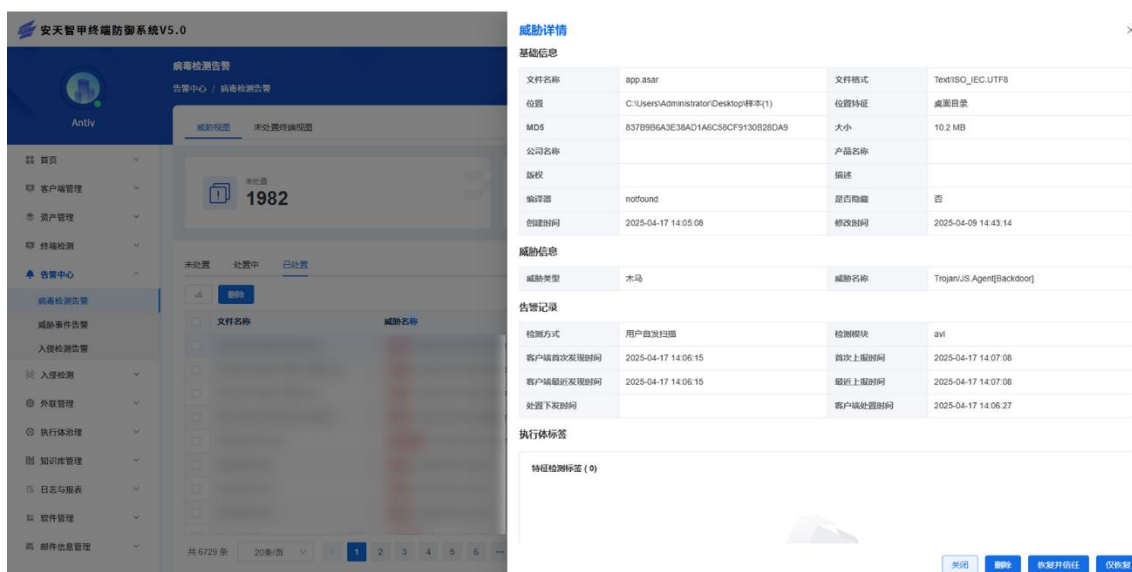 安天智甲终端防御系统V5.0
Antiv
首页
客户端管理
资产管理
终端检测
告警中心
病毒检测告警
威胁事件告警
入侵检测告警
入侵检测
外联管理
执行体治理
知识库管理
日志与报表
软件管理
邮件信息管理
病毒检测告警
告警中心 / 病毒检测告警
威胁视图 未处置终端视图
未处置
1982
未处置 处置中 已处置
删除
文件名称 威胁名称
共 6729 条 20条/页 1 2 3 4 5 6
威胁详情
基础信息
文件名称 app.asar 文件格式 Text/ISO_IEC.UTF8
位置 C:\Users\Administrator\Desktop\样本(1) 位置特征 桌面目录
MD5 837B9B6A3E38AD1A6C58CF9130B28DA9 大小 10.2 MB
公司名称 产品名称
版权 描述
编译器 notfound 是否隐藏 否
创建时间 2025-04-17 14:05:08 修改时间 2025-04-09 14:43:14
威胁信息
威胁类型 木马 威胁名称 Trojan/JS.Agent[Backdoor]
告警记录
检测方式 用户自发扫描 检测模块 avl
客户端首次发现时间 2025-04-17 14:06:15 首次上报时间 2025-04-17 14:07:08
客户端最近发现时间 2025-04-17 14:06:15 最近上报时间 2025-04-17 14:07:08
处置下发时间 客户端处置时间 2025-04-17 14:06:27
执行体标签
特征检测标签 ( 0 )
关闭 删除 恢复并信任 仅恢复